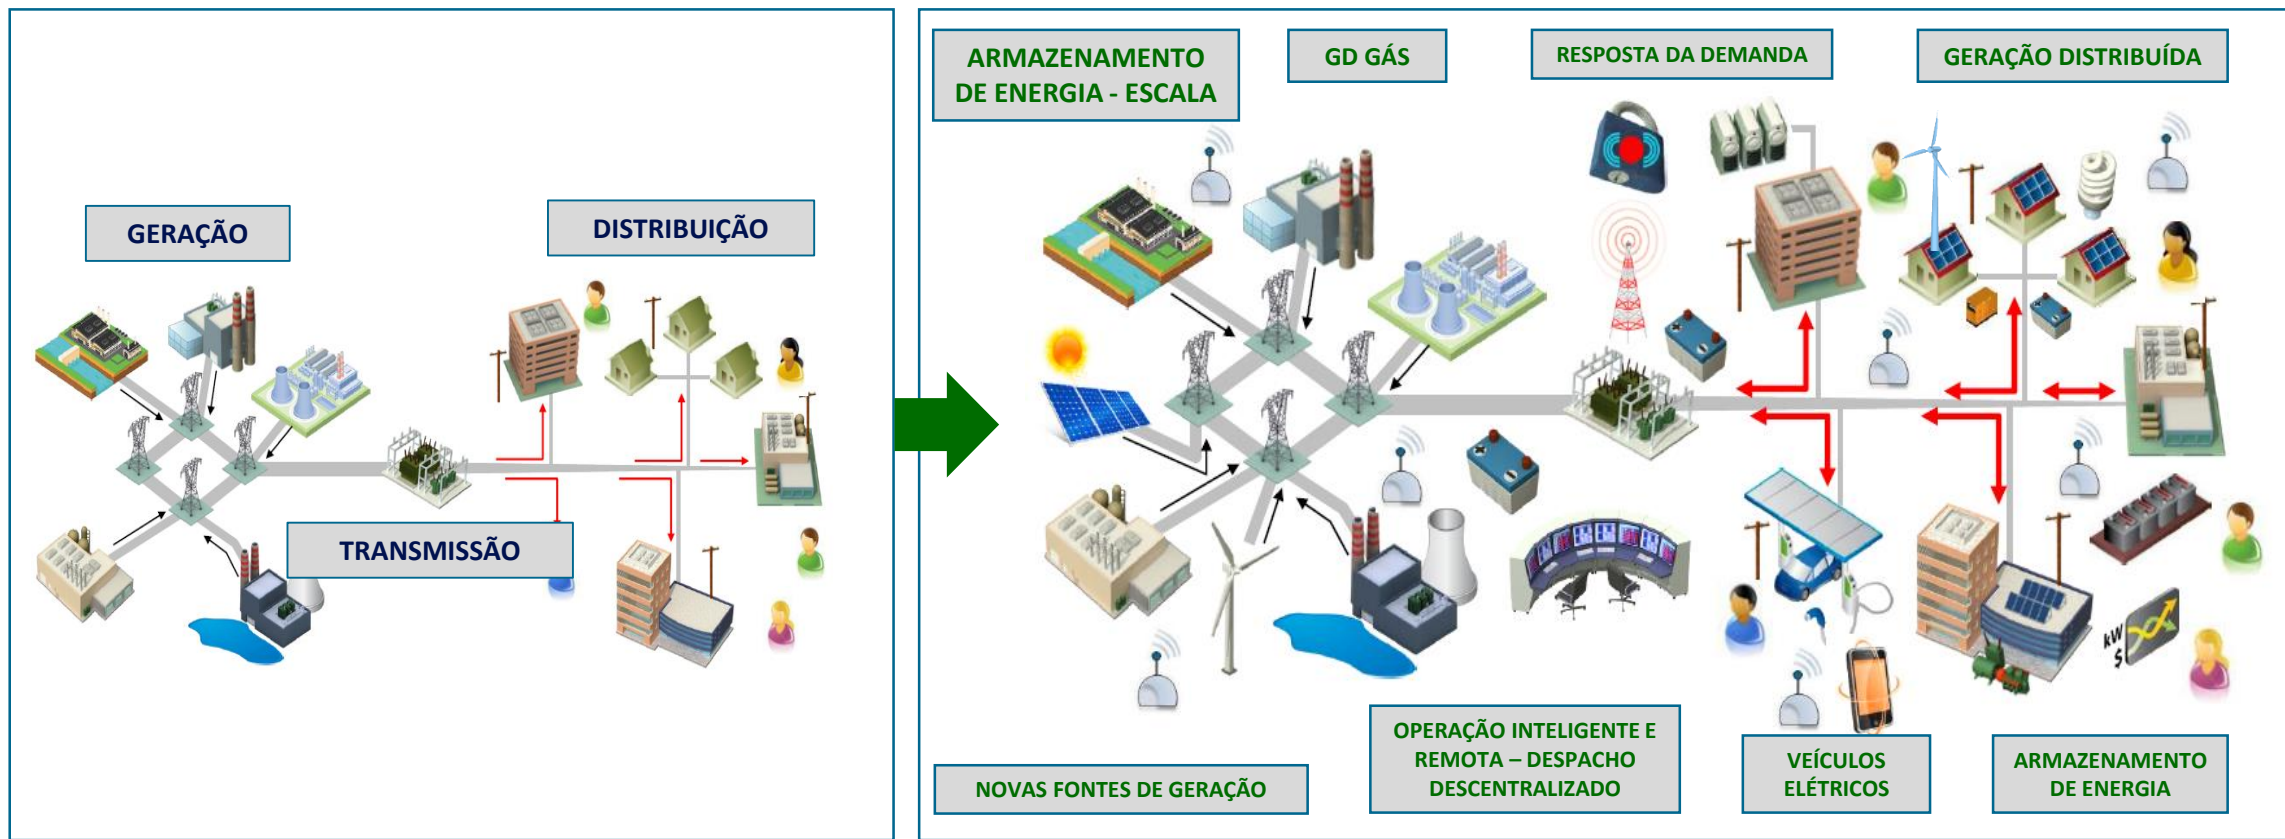 GERAÇÃO
DISTRIBUIÇÃO
TRANSMISSÃO
ARMAZENAMENTO
DE ENERGIA - ESCALA
GD GÁS
RESPOSTA DA DEMANDA
GERAÇÃO DISTRIBUÍDA
kW
$
NOVAS FONTES DE GERAÇÃO
OPERAÇÃO INTELIGENTE E
REMOTA – DESPACHO
DESCENTRALIZADO
VEÍCULOS
ELÉTRICOS
ARMAZENAMENTO
DE ENERGIA